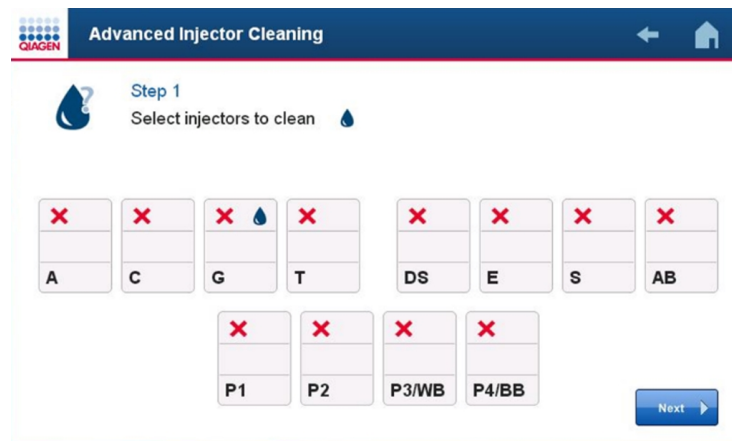 QIAGEN
Advanced Injector Cleaning
?
Step 1
Select injectors to clean
A C G T DS E S AB
P1 P2 P3/WB P4/BB
Next